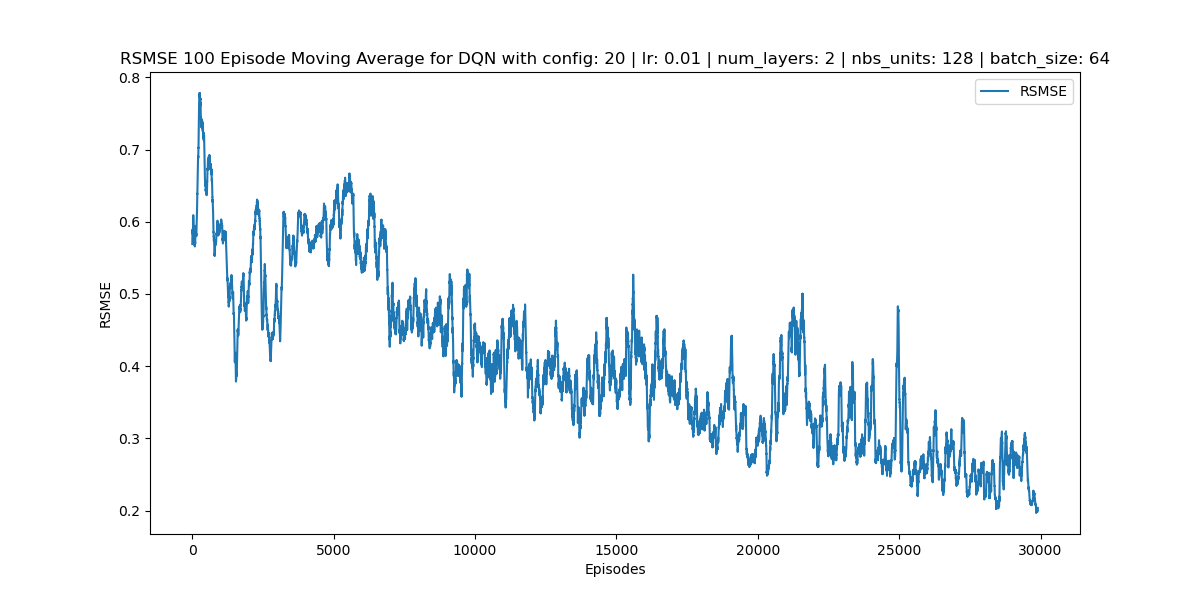 RSMSE 100 Episode Moving Average for DQN with config: 20 | lr: 0.01 | num_layers: 2 | nbs_units: 128 | batch_size: 64
RSMSE
0.8
0.7
0.6
0.5
0.4
0.3
0.2
RSMSE
0 5000 10000 15000 20000 25000 30000
Episodes